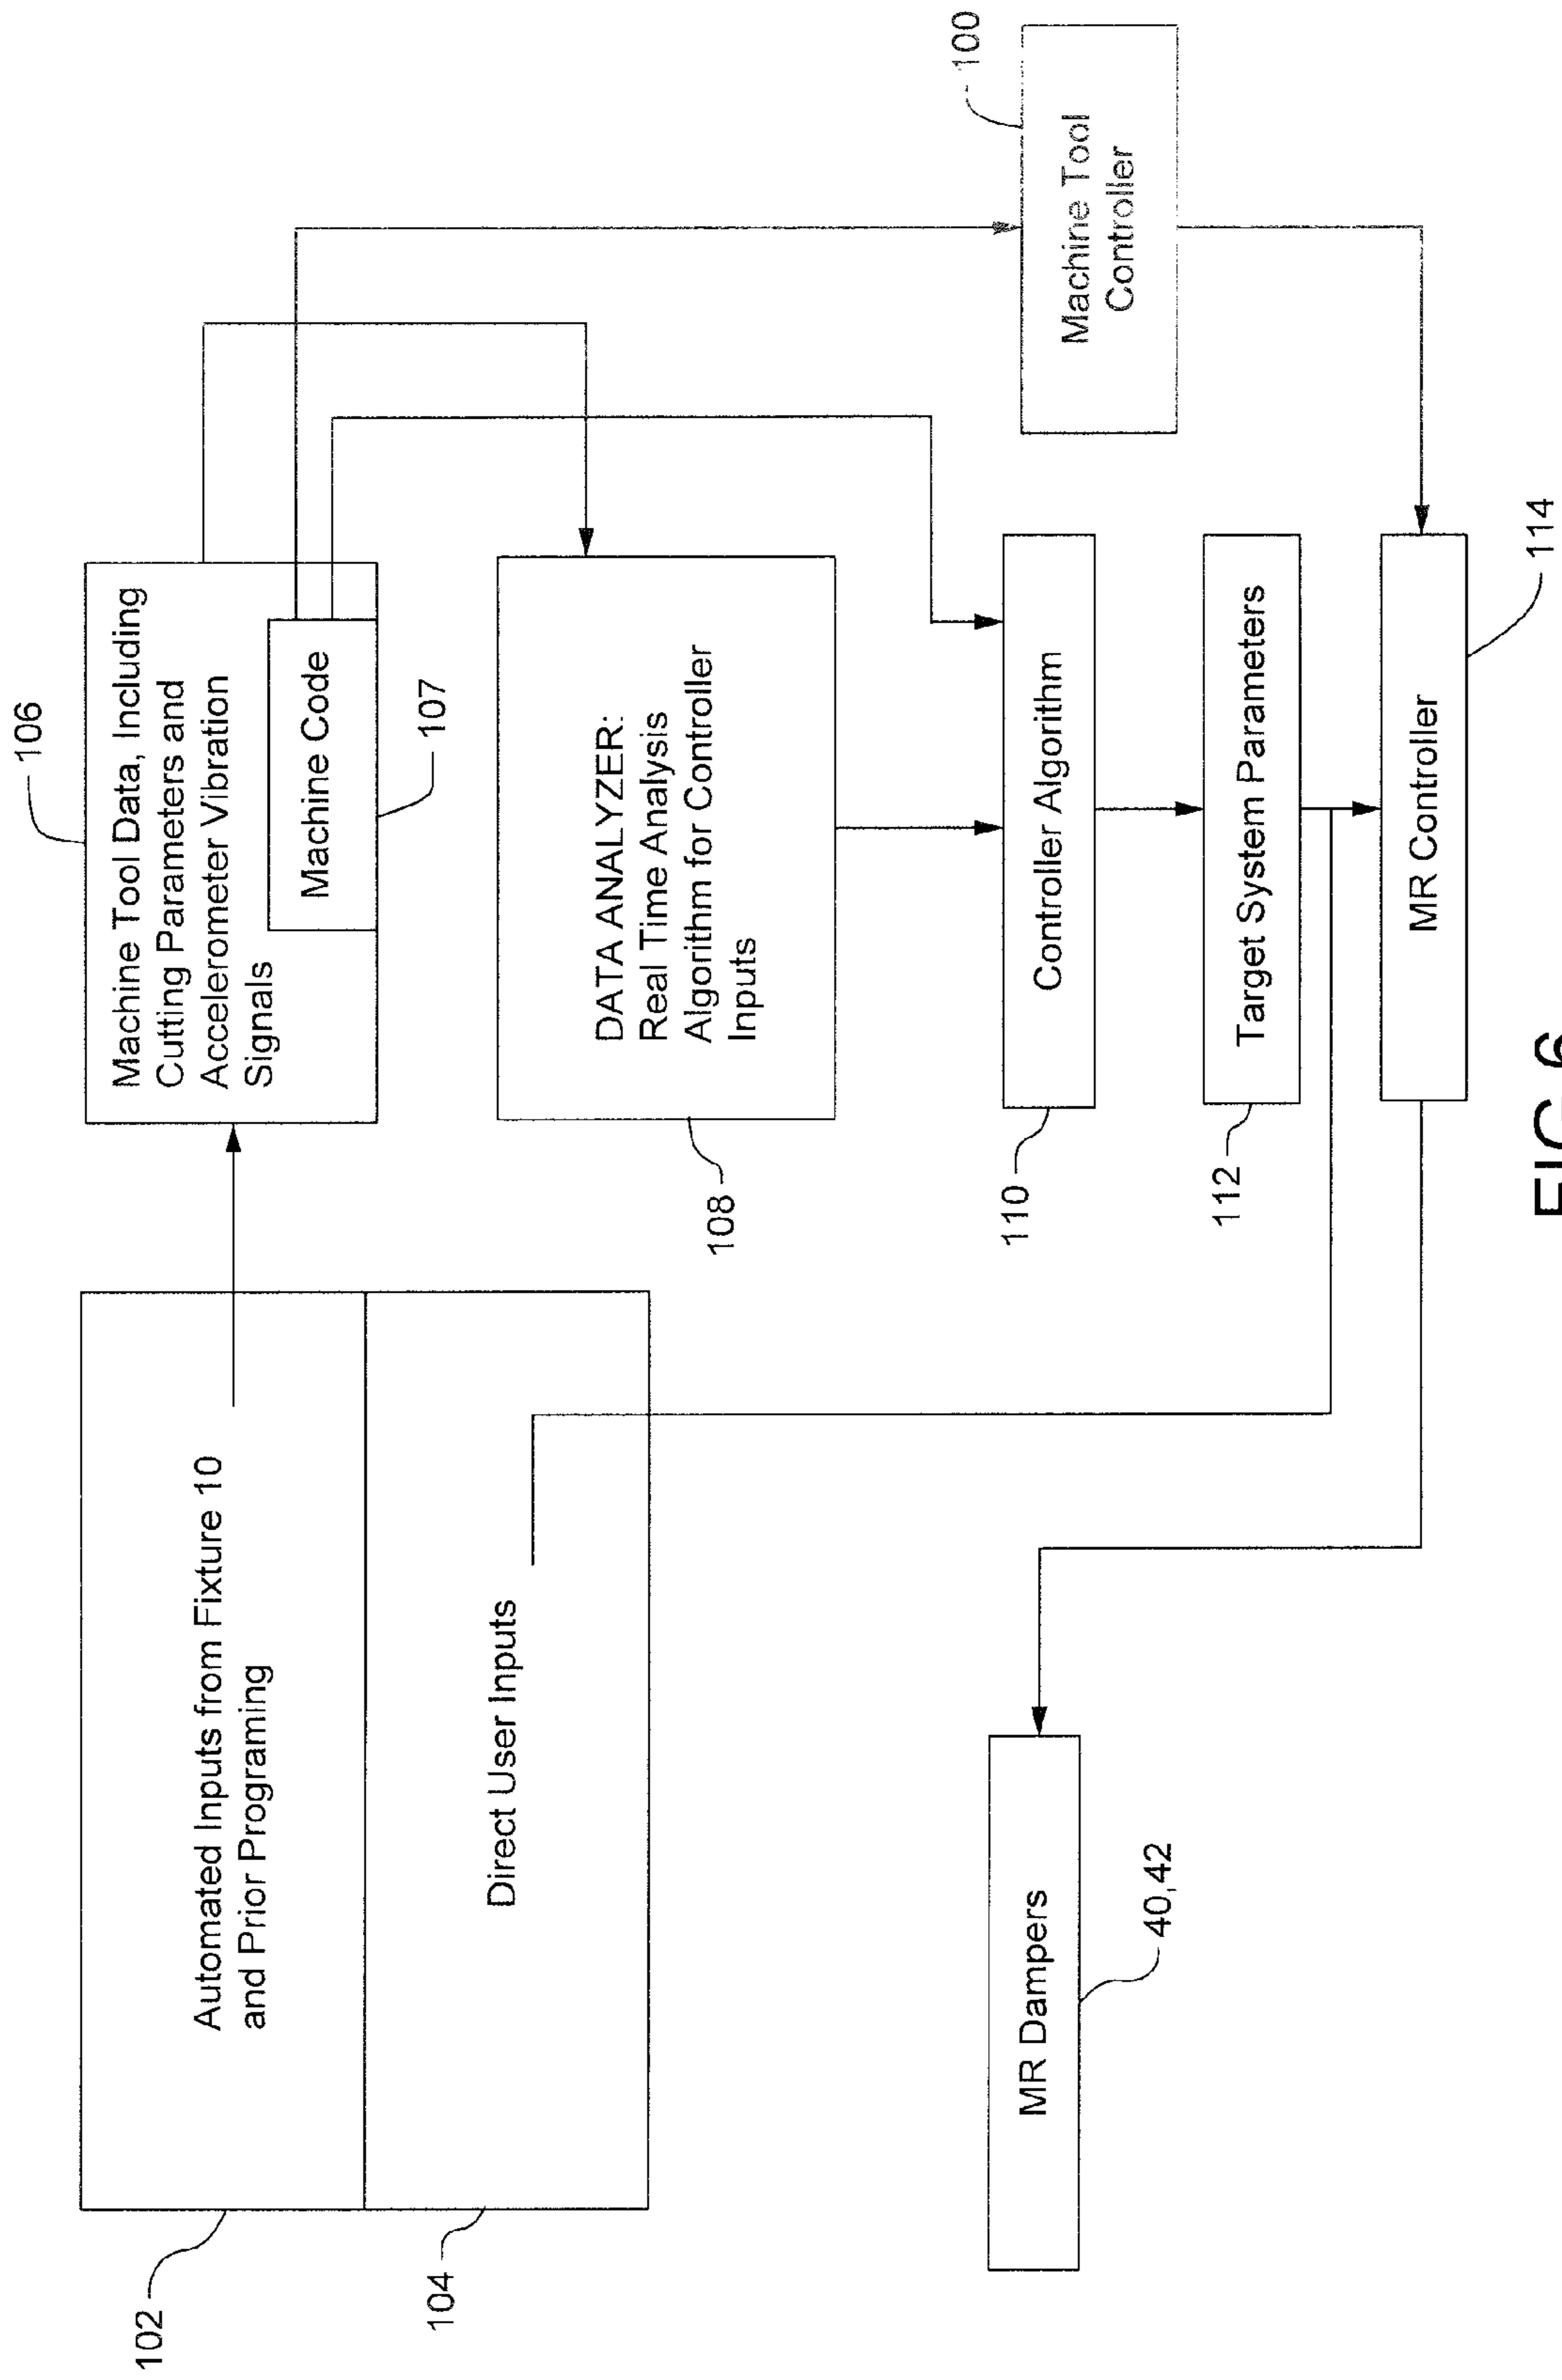 106
102
Automated Inputs from Fixture 10
and Prior Programing
Machine Tool Data, Including
Cutting Parameters and
Accelerometer Vibration
Signals
Machine Code
107
104
Direct User Inputs
DATA ANALYZER:
Real Time Analysis
Algorithm for Controller
Inputs
108
100
110
Controller Algorithm
Machine Tool
Controller
MR Dampers
40,42
112
Target System Parameters
MR Controller
114
FIG. 6